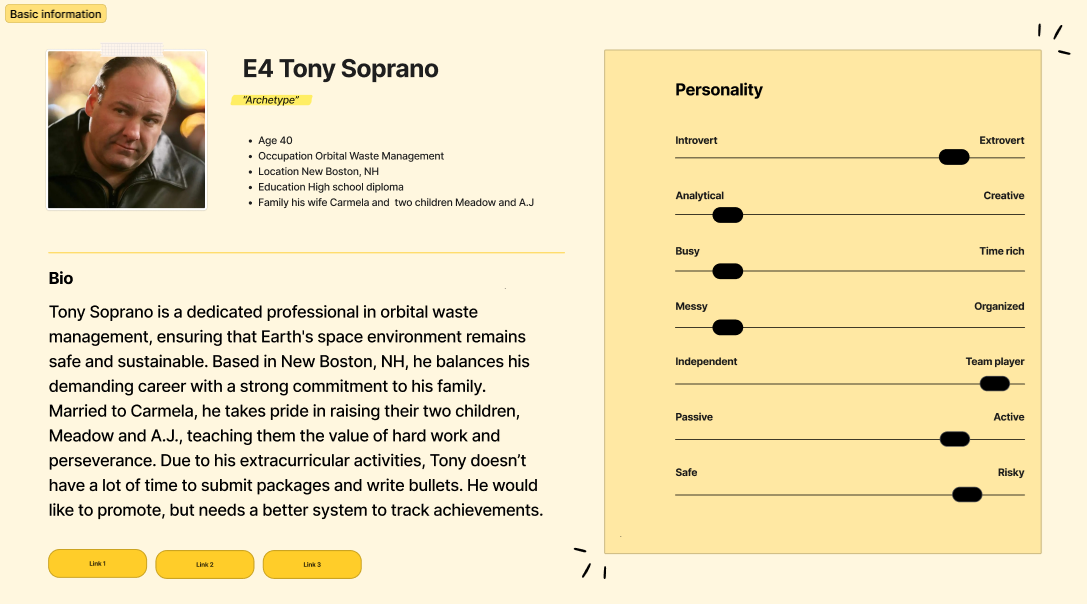 Basic information
E4 Tony Soprano
“Archetype”
• Age 40
• Occupation Orbital Waste Management
• Location New Boston, NH
• Education High school diploma
• Family his wife Carmela and  two children Meadow and A.J
Bio
Tony Soprano is a dedicated professional in orbital waste
management, ensuring that Earth's space environment remains
safe and sustainable. Based in New Boston, NH, he balances his
demanding career with a strong commitment to his family.
Married to Carmela, he takes pride in raising their two children,
Meadow and A.J., teaching them the value of hard work and
perseverance. Due to his extracurricular activities, Tony doesn’t
have a lot of time to submit packages and write bullets. He would
like to promote, but needs a better system to track achievements.
Link 1
Link 2
Link 3
Personality
Introvert Extrovert
Analytical Creative
Busy Time rich
Messy Organized
Independent Team player
Passive Active
Safe Risky